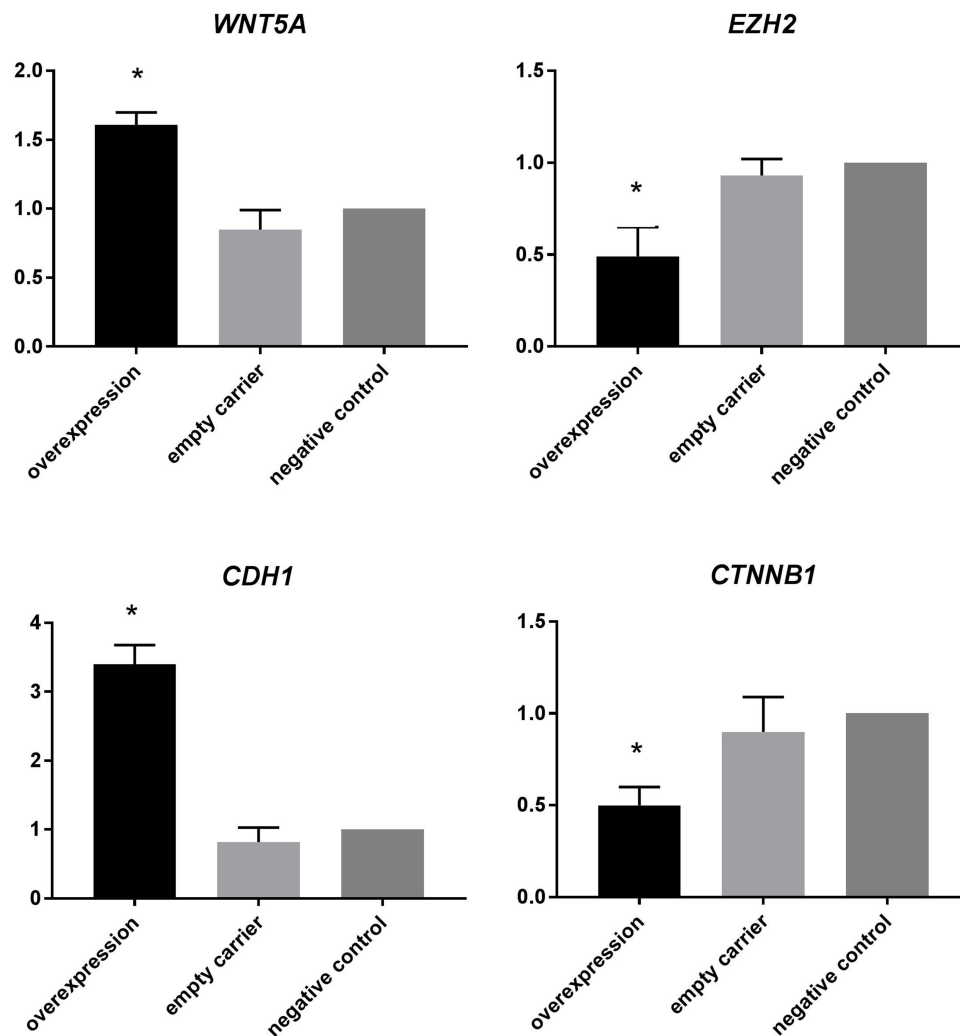 WNT5A
*
2.0
1.5
1.0
0.5
0.0
overexpression
empty carrier
negative control
EZH2
1.5
1.0
*
0.5
0.0
overexpression
empty carrier
negative control
CDH1
*
4
3
2
1
0
overexpression
empty carrier
negative control
CTNNB1
1.5
1.0
*
0.5
0.0
overexpression
empty carrier
negative control